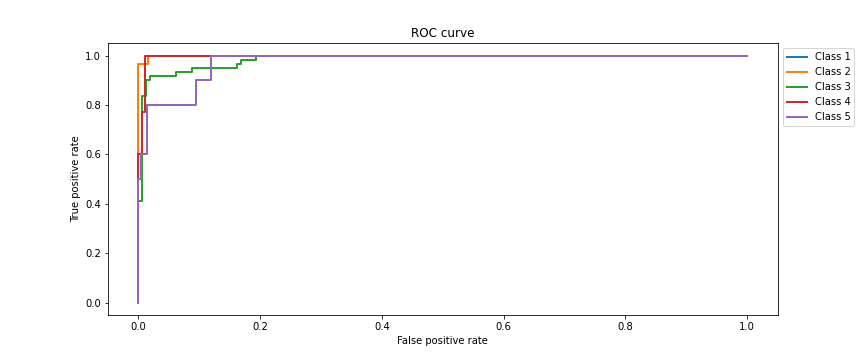 ROC curve
True positive rate
1.0
0.8
0.6
0.4
0.2
0.0
0.0 0.2 0.4 0.6 0.8 1.0
False positive rate
Class 1
Class 2
Class 3
Class 4
Class 5